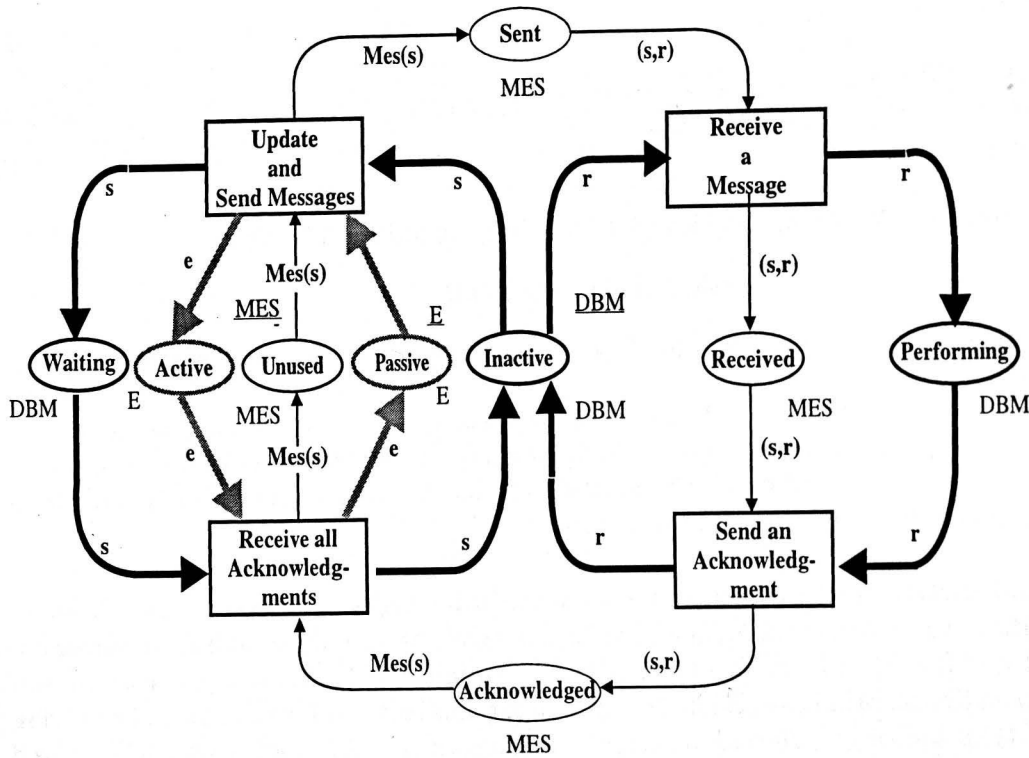 Sent
Mes(s)
(s,r)
MES
Update
and
Send Messages
Receive
a
Message
s
s
r
r
e
Mes(s)
(s,r)
MES
E
DBM
Waiting
Active
Unused
Passive
Inactive
Received
Performing
DBM
E
MES
E
DBM
MES
DBM
e
Mes(s)
e
(s,r)
s
Receive all
Acknowledg-
ments
s
r
Send an
Acknowledg-
ment
r
Mes(s)
(s,r)
Acknowledged
MES